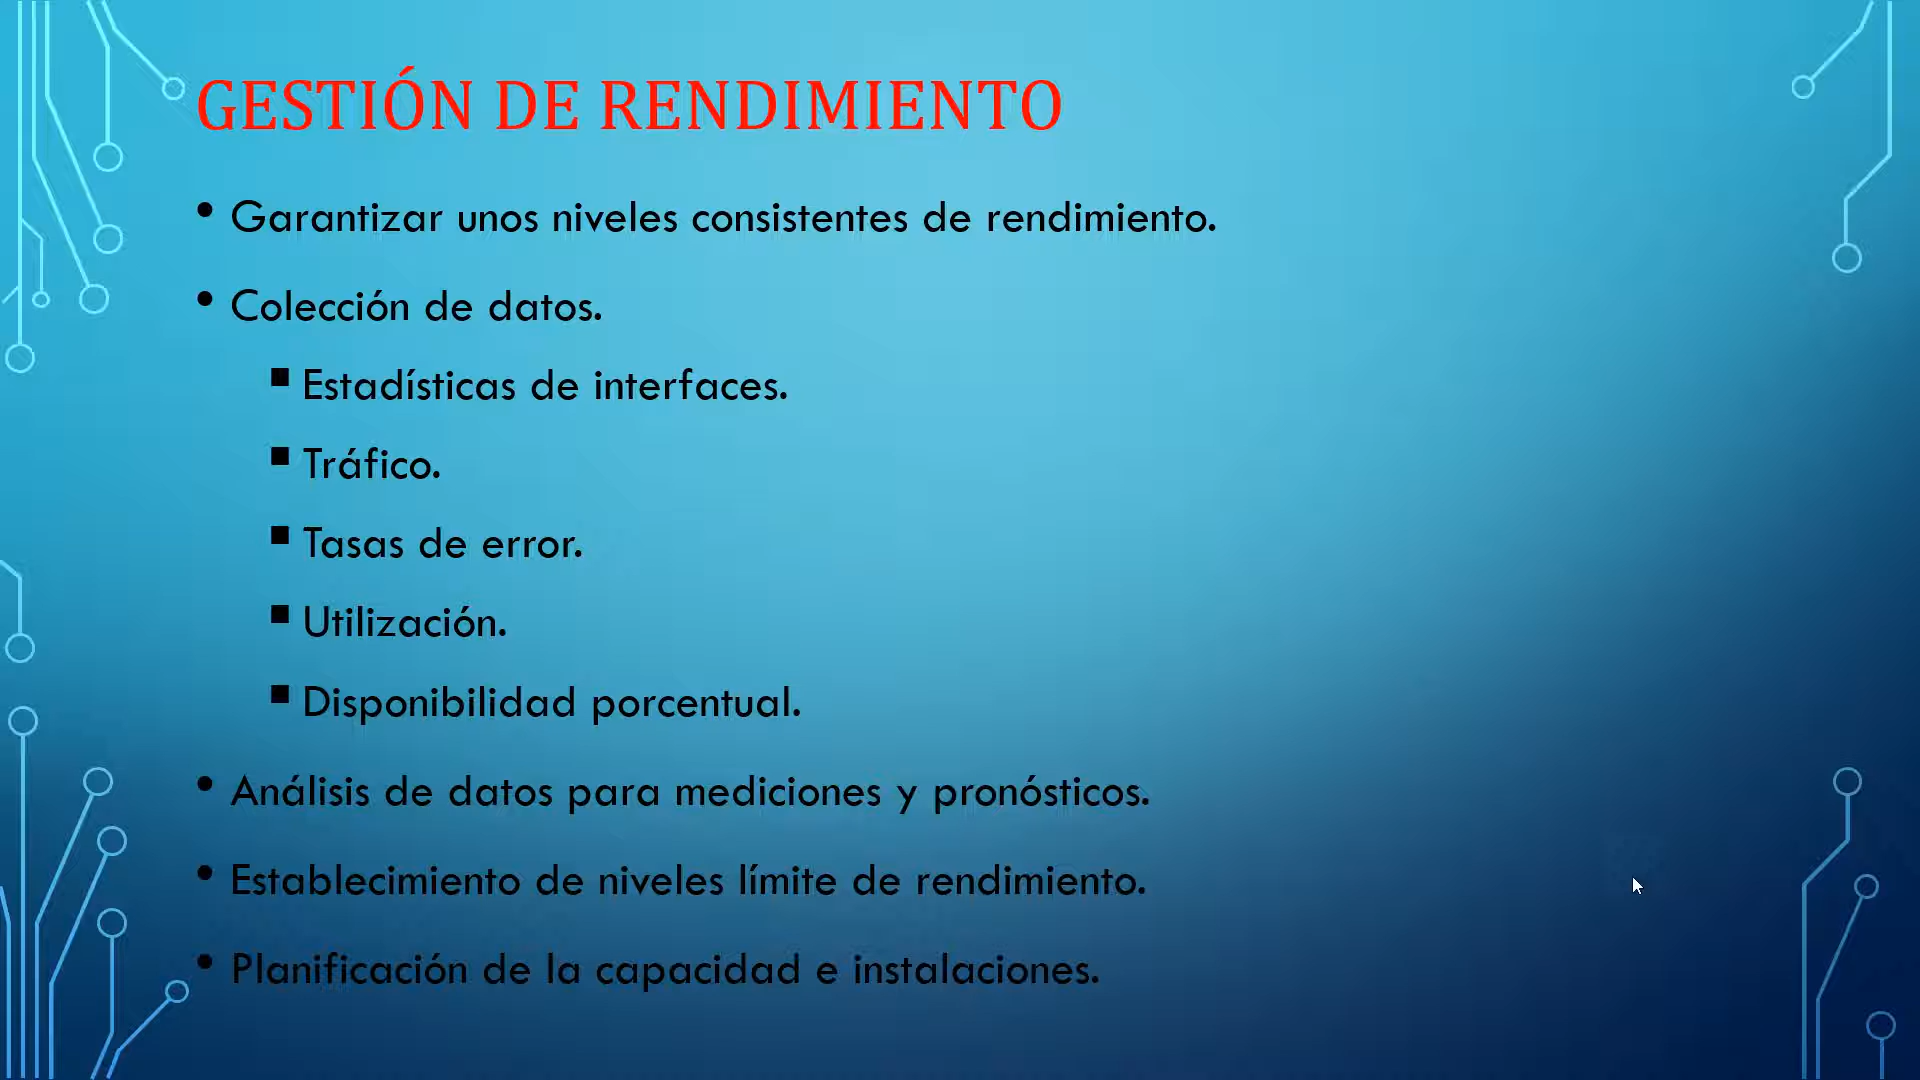 GESTIÓN DE RENDIMIENTO
• Garantizar unos niveles consistentes de rendimiento.
• Colección de datos.
▪ Estadísticas de interfaces.
▪ Tráfico.
▪ Tasas de error.
▪ Utilización.
▪ Disponibilidad porcentual.
• Análisis de datos para mediciones y pronósticos.
• Establecimiento de niveles límite de rendimiento.
• Planificación de la capacidad e instalaciones.